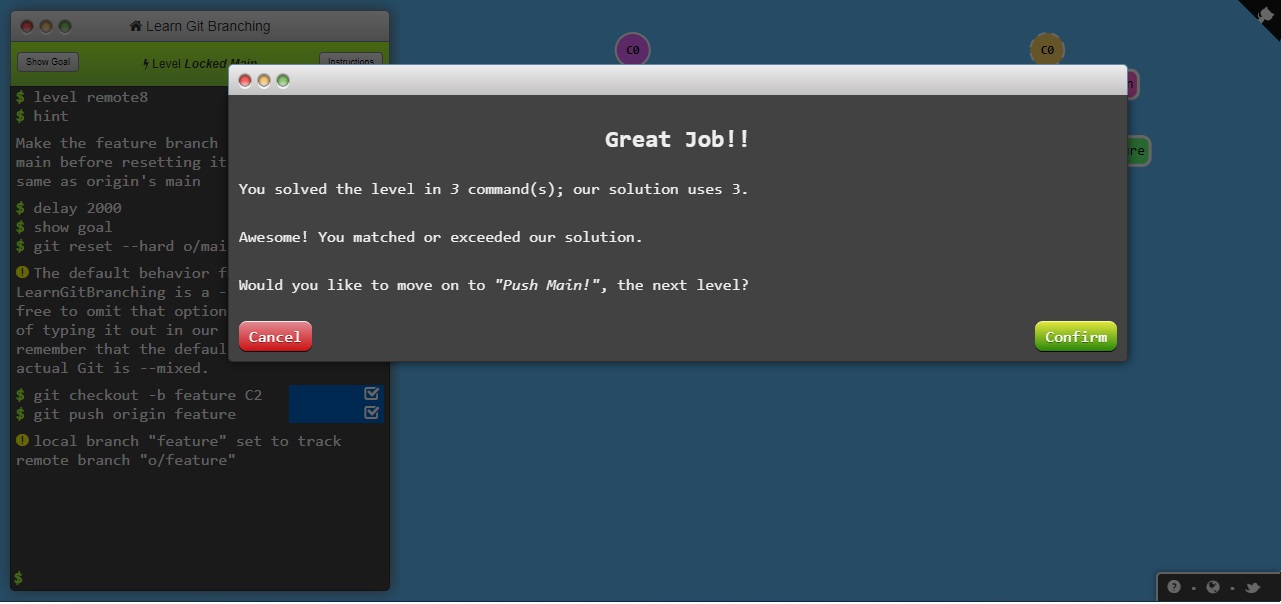 Learn Git Branching
Show Goal
Level Locked Main
Instructions
$ level remote8
$ hint
Make the feature branch
main before resetting it
same as origin's main
$ delay 2000
$ show goal
$ git reset --hard o/mai
The default behavior f
LearnGitBranching is a -
free to omit that option
of typing it out in our
remember that the defaul
actual Git is --mixed.
$ git checkout -b feature C2
$ git push origin feature
local branch "feature" set to track
remote branch "o/feature"
$
C0
C0
re
Great Job!!
You solved the level in 3 command(s); our solution uses 3.
Awesome! You matched or exceeded our solution.
Would you like to move on to "Push Main!", the next level?
Cancel
Confirm